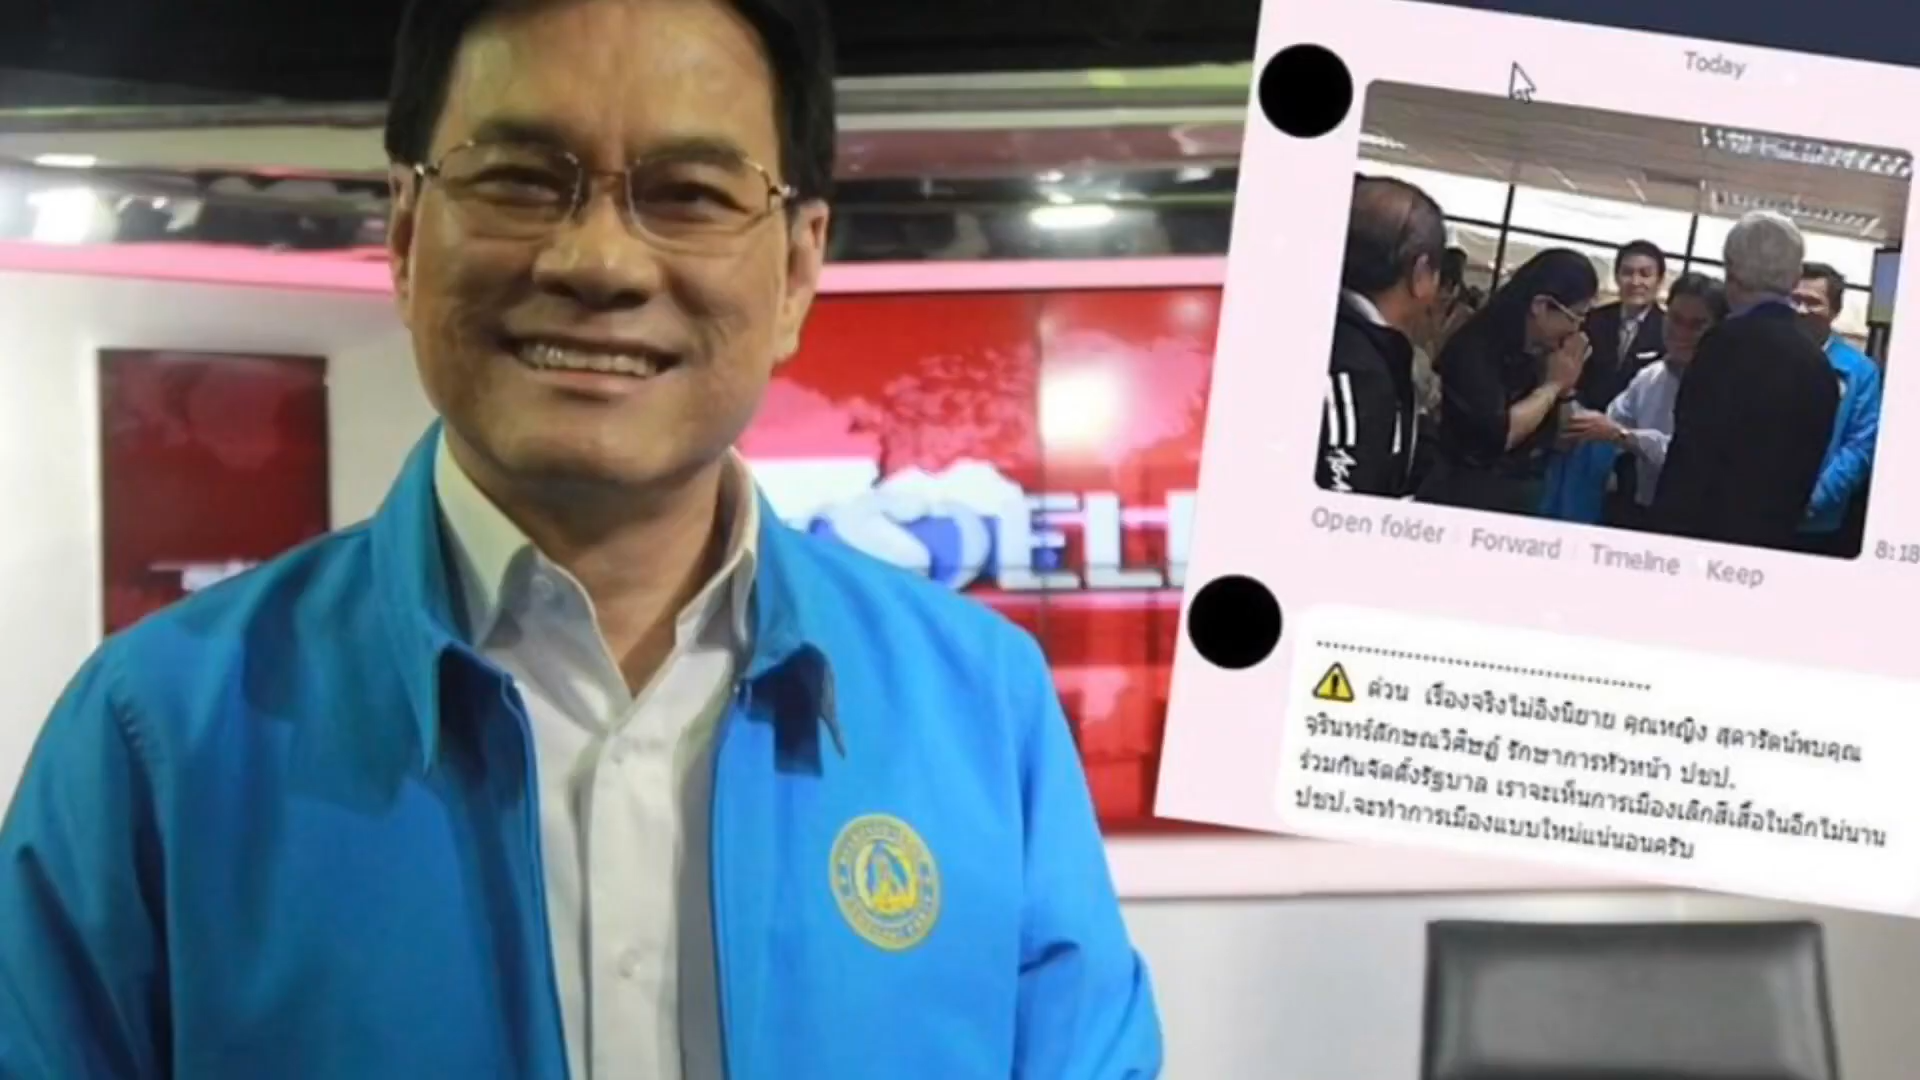 Today
ELE
Open folder Forward Timeline Keep
8:18
ด่วน เรื่องจริงไม่อิงนิยาย คุณหญิง สุดารัตน์พบคุณ
จุรินทร์ลักษณวิศิษฏ์ รักษาการหัวหน้า ปชป.
ร่วมกันจัดตั้งรัฐบาล เราจะเห็นการเมืองเลิกสีเสื้อในอีกไม่นาน
ปชป.จะทำการเมืองแบบใหม่แน่นอนครับ